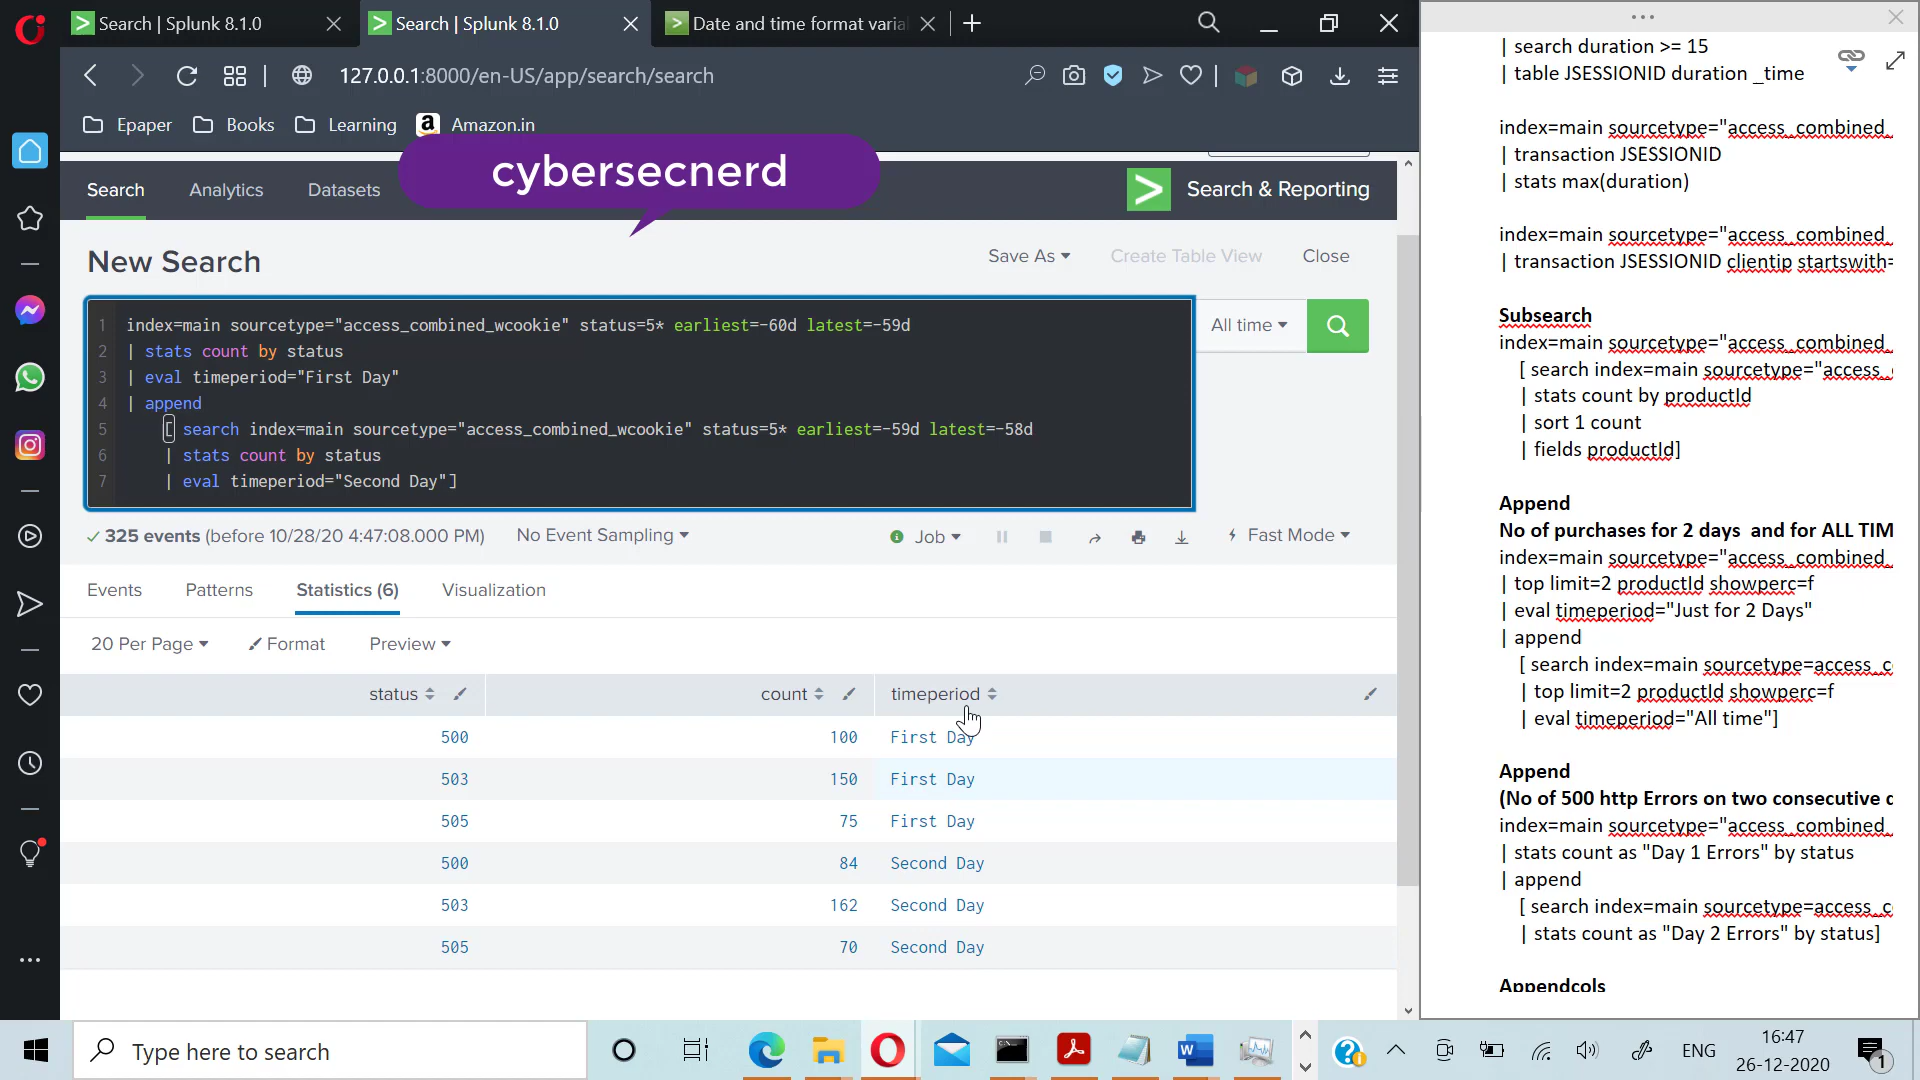 Search | Splunk 8.1.0
Search | Splunk 8.1.0
Date and time format varia
127.0.0.1:8000/en-US/app/search/search
Epaper
Books
Learning
Amazon.in
cybersecnerd
Search
Analytics
Datasets
Search & Reporting
New Search
Save As
Create Table View
Close
1 index=main sourcetype="access_combined_wcookie" status=5* earliest=-60d latest=-59d
2 | stats count by status
3 | eval timeperiod="First Day"
4 | append
5 [ search index=main sourcetype="access_combined_wcookie" status=5* earliest=-59d latest=-58d
6 | stats count by status
7 | eval timeperiod="Second Day"]
All time
325 events (before 10/28/20 4:47:08.000 PM)
No Event Sampling
Job
Fast Mode
Events
Patterns
Statistics (6)
Visualization
20 Per Page
Format
Preview
status count timeperiod
500 100 First Day
503 150 First Day
505 75 First Day
500 84 Second Day
503 162 Second Day
505 70 Second Day
| search duration >= 15
| table JSESSIONID duration _time
index=main sourcetype="access_combined_
| transaction JSESSIONID
| stats max(duration)
index=main sourcetype="access_combined_
| transaction JSESSIONID clientip startswith=
Subsearch
index=main sourcetype="access_combined_
[ search index=main sourcetype="access_
| stats count by productId
| sort 1 count
| fields productId]
Append
No of purchases for 2 days and for ALL TIM
index=main sourcetype="access_combined_
| top limit=2 productId showperc=f
| eval timeperiod="Just for 2 Days"
| append
[ search index=main sourcetype=access_c
| top limit=2 productId showperc=f
| eval timeperiod="All time"]
Append
(No of 500 http Errors on two consecutive
index=main sourcetype="access_combined_
| stats count as "Day 1 Errors" by status
| append
[ search index=main sourcetype=access_c
| stats count as "Day 2 Errors" by status]
Appendcols
Type here to search
ENG
16:47
26-12-2020
1